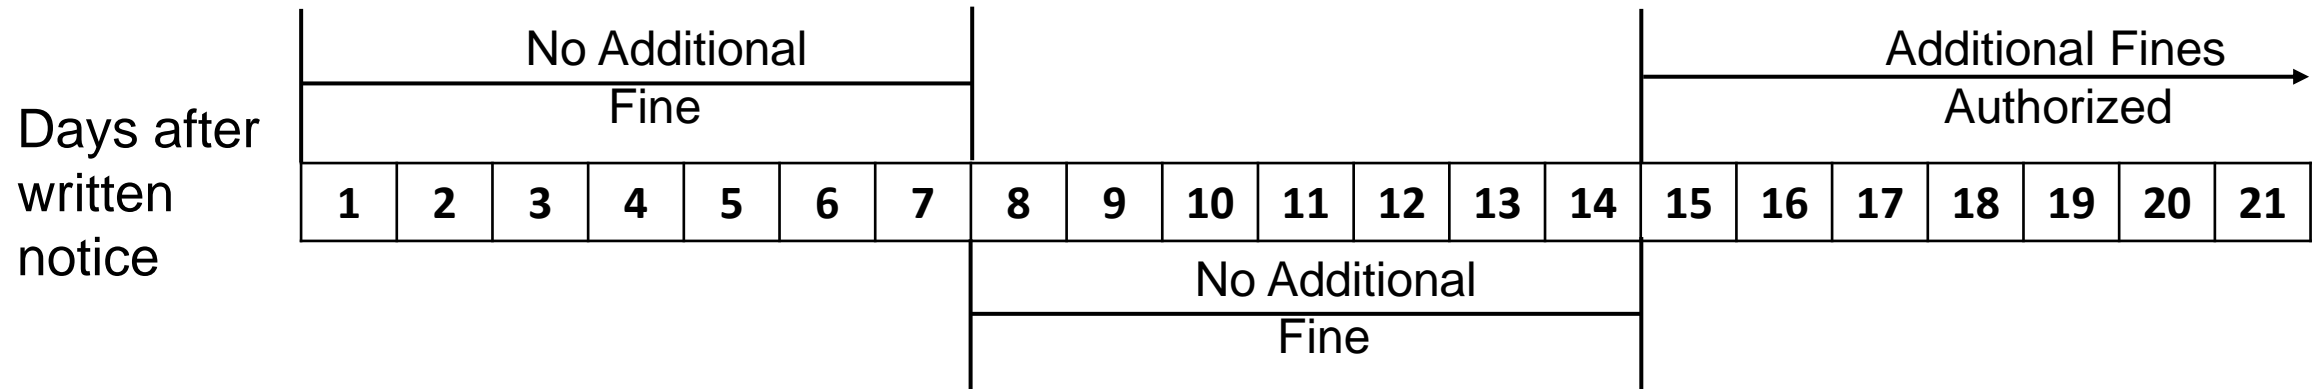 No Additional
Fine
Additional Fines
Authorized
Days after
written
notice
1 2 3 4 5 6 7 8 9 10 11 12 13 14 15 16 17 18 19 20 21
No Additional
Fine